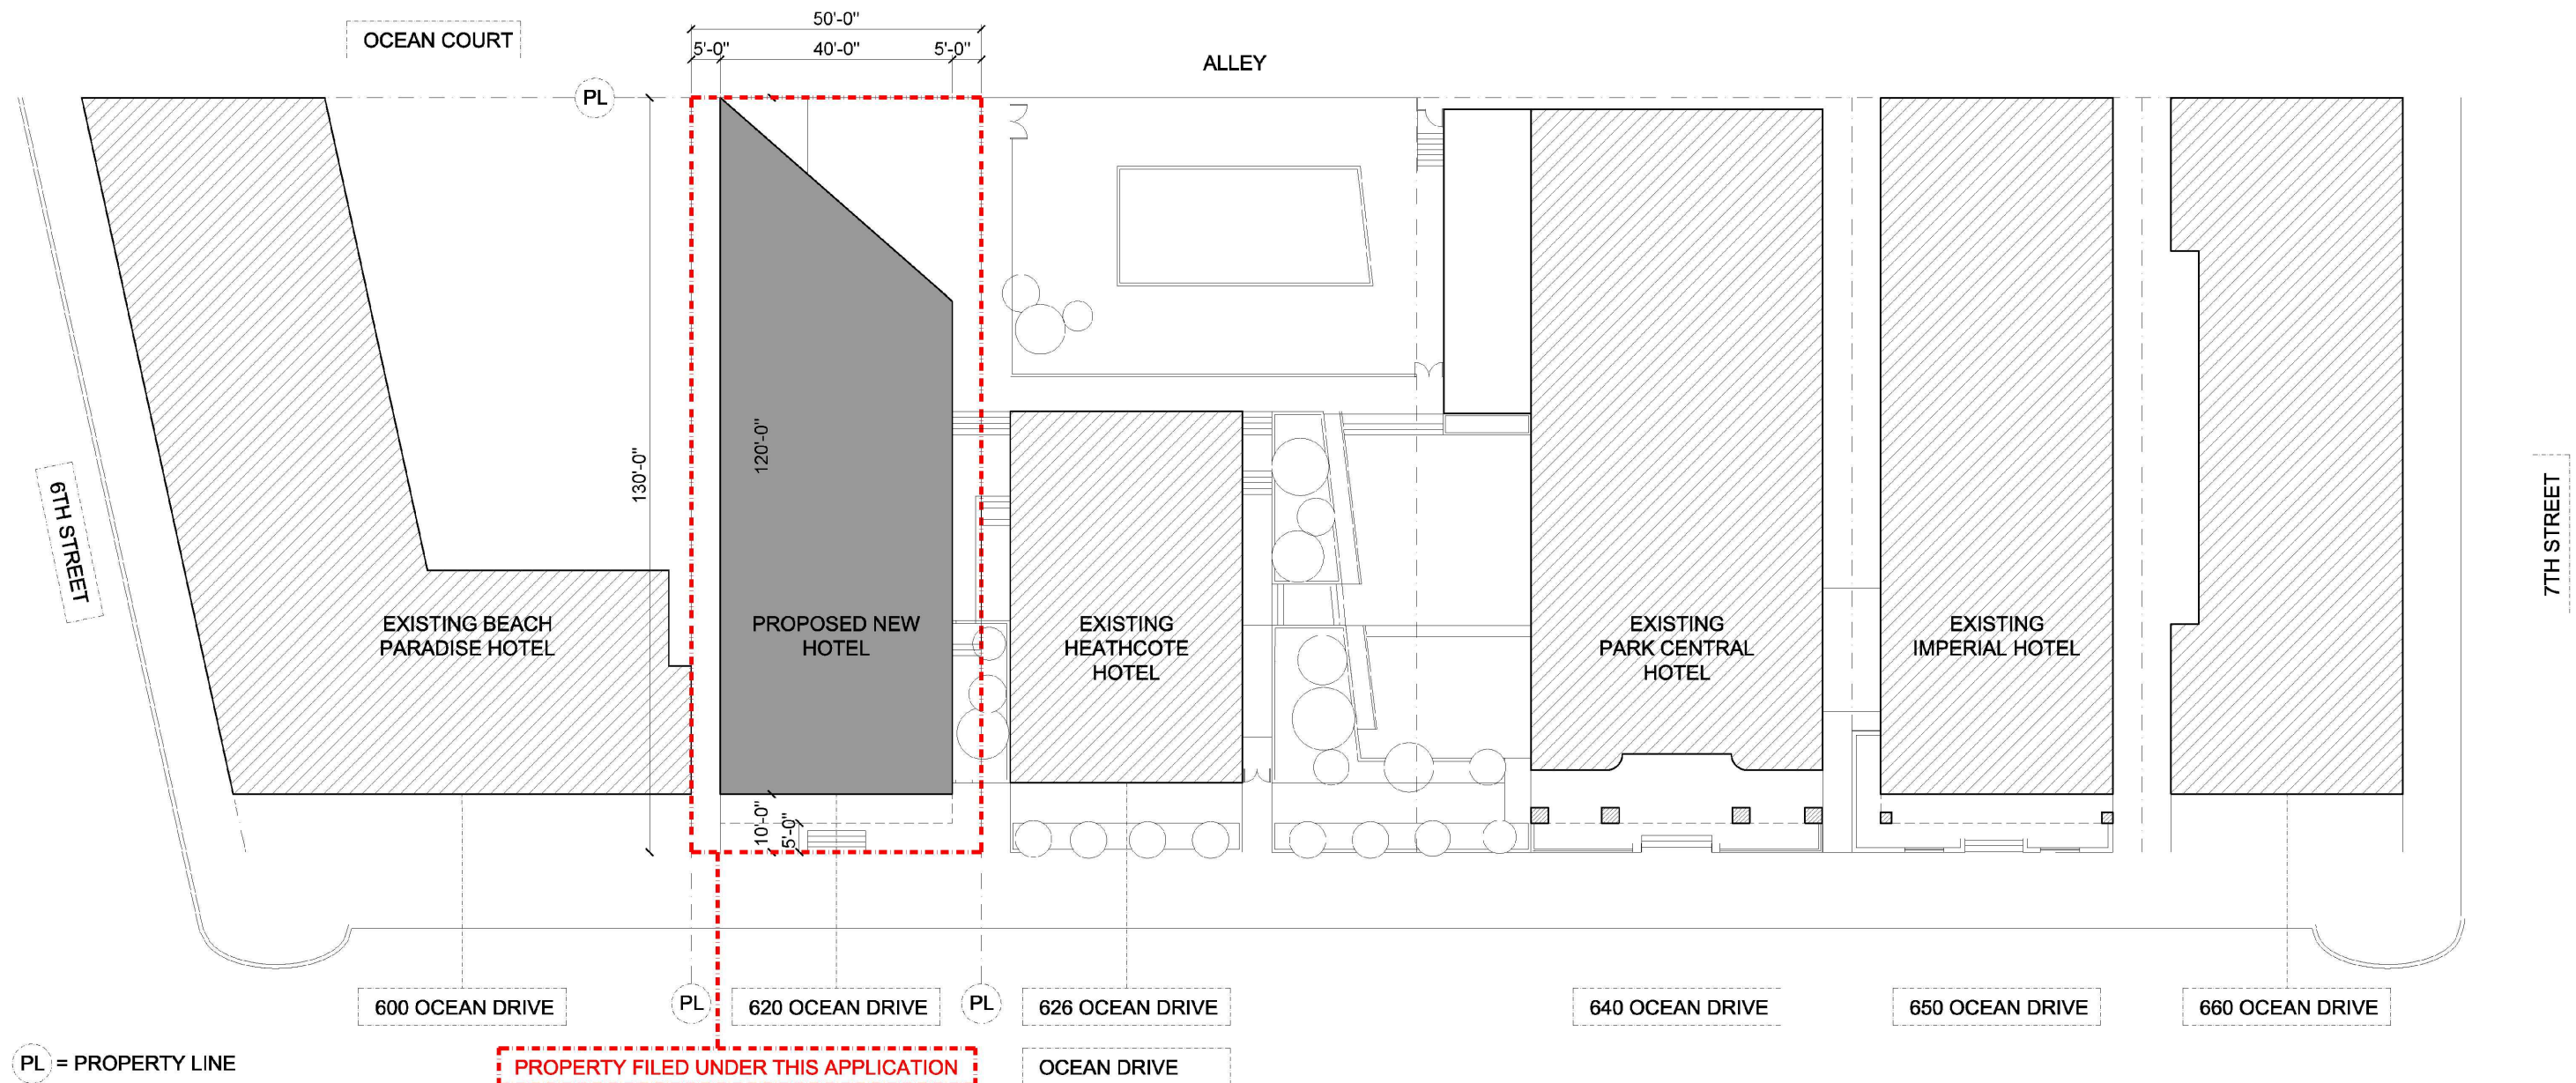 50'-0"
OCEAN COURT
5'-0"
40'-0"
5'-0"
ALLEY
PL
120'-0"
130'-0"
6TH STREET
7TH STREET
EXISTING BEACH
PARADISE HOTEL
PROPOSED NEW
HOTEL
EXISTING
HEATHCOTE
HOTEL
EXISTING
PARK CENTRAL
HOTEL
EXISTING
IMPERIAL HOTEL
10'-0"
5'-0"
600 OCEAN DRIVE
PL
620 OCEAN DRIVE
PL
626 OCEAN DRIVE
640 OCEAN DRIVE
650 OCEAN DRIVE
660 OCEAN DRIVE
PL = PROPERTY LINE
PROPERTY FILED UNDER THIS APPLICATION
OCEAN DRIVE